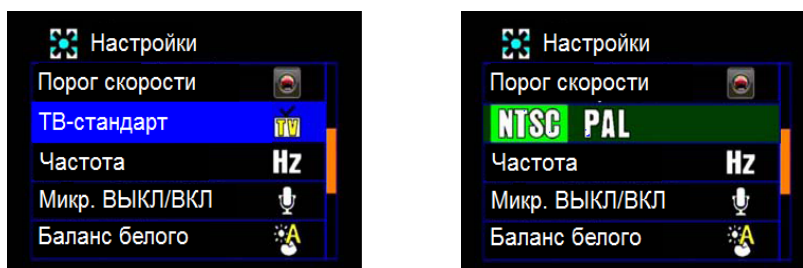 Настройки
Порог скорости
ТВ-стандарт TV
Частота Hz
Микр. ВЫКЛ/ВКЛ
Баланс белого A
Настройки
Порог скорости
NTSC PAL
Частота Hz
Микр. ВЫКЛ/ВКЛ
Баланс белого A